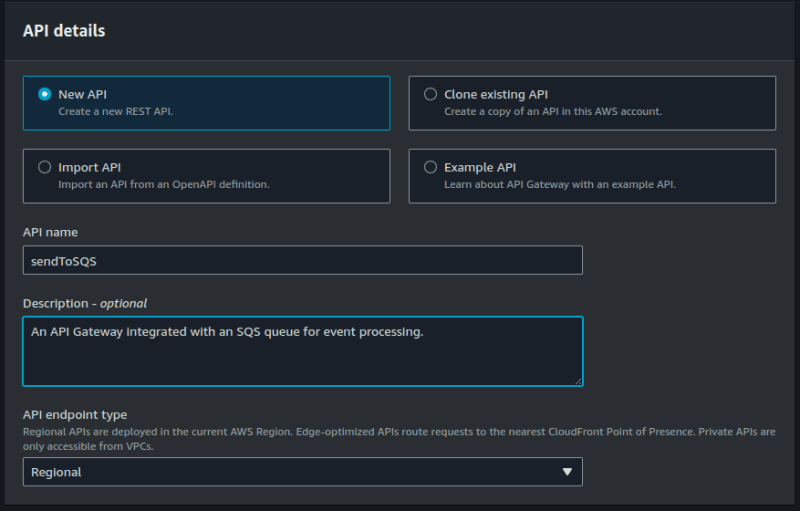 API details
New API
Create a new REST API.
Clone existing API
Create a copy of an API in this AWS account.
Import API
Import an API from an OpenAPI definition.
Example API
Learn about API Gateway with an example API.
API name
sendToSQS
Description - optional
An API Gateway integrated with an SQS queue for event processing.
API endpoint type
Regional APIs are deployed in the current AWS Region. Edge-optimized APIs route requests to the nearest CloudFront Point of Presence. Private APIs are
only accessible from VPCs.
Regional